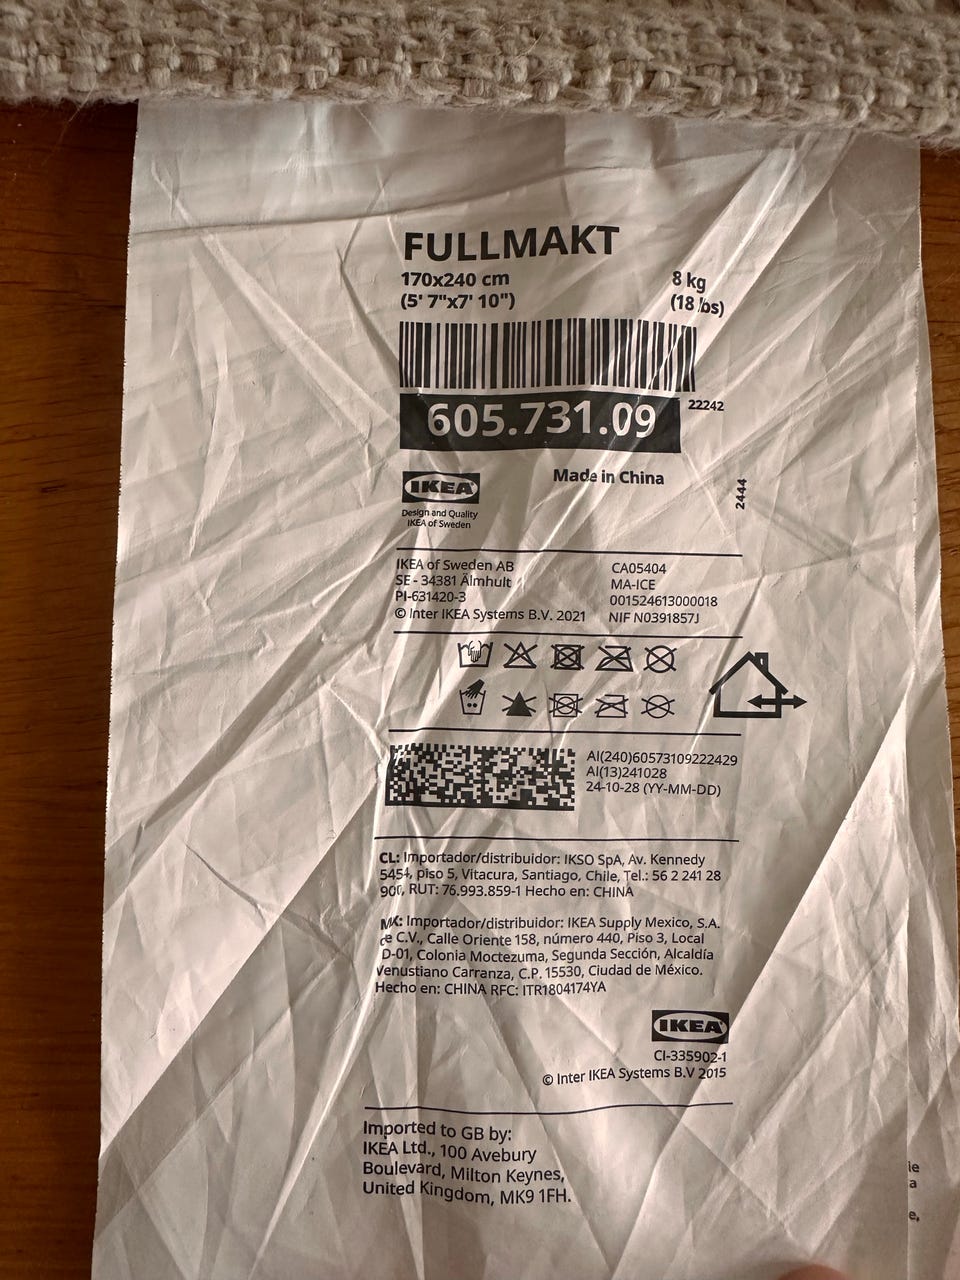 FULLMAKT
170x240 cm 8 kg
(5' 7"x7' 10") (18 lbs)
605.731.09
22242
IKEA
Design and Quality
IKEA of Sweden
Made in China
2444
IKEA of Sweden AB
SE - 34381 Älmhult
PI-631420-3
© Inter IKEA Systems B.V. 2021
CA05404
MA-ICE
001524613000018
NIF N0391857J
AI(240)60573109222429
AI(13)241028
24-10-28 (YY-MM-DD)
CL: Importador/distribuidor: IKSO SpA, Av. Kennedy
5454, piso 5, Vitacura, Santiago, Chile, Tel.: 56 2 241 28
900, RUT: 76.993.859-1 Hecho en: CHINA
Importador/distribuidor: IKEA Supply Mexico, S.A.
de C.V., Calle Oriente 158, número 440, Piso 3, Local
D-01, Colonia Moctezuma, Segunda Sección, Alcaldía
Venustiano Carranza, C.P. 15530, Ciudad de México.
Hecho en: CHINA RFC: ITR1804174YA
IKEA
CI-335902-1
© Inter IKEA Systems B.V 2015
Imported to GB by:
IKEA Ltd., 100 Avebury
Boulevard, Milton Keynes,
United Kingdom, MK9 1FH.